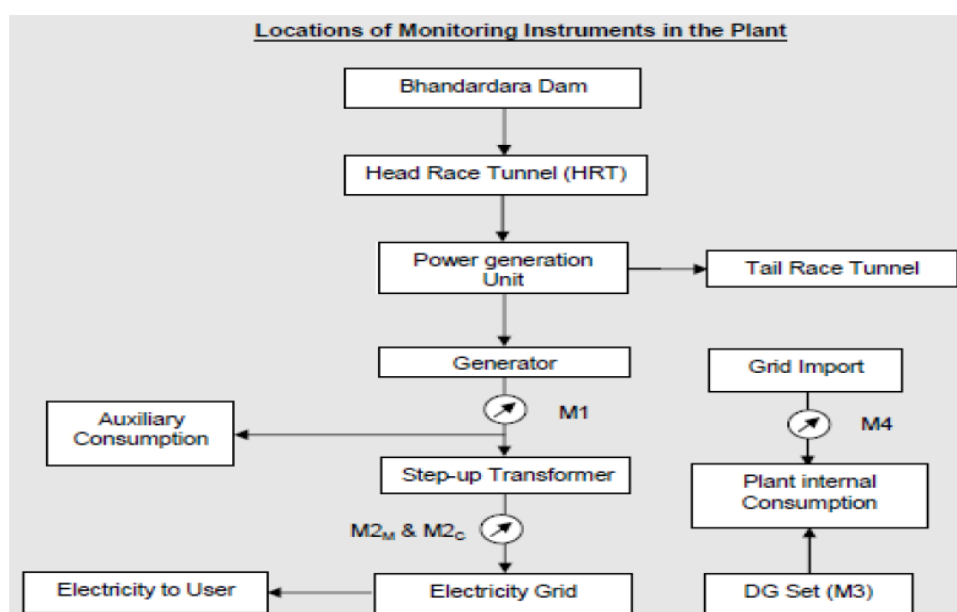 Locations of Monitoring Instruments in the Plant
Bhandardara Dam
Head Race Tunnel (HRT)
Power generation
Unit
Tail Race Tunnel
Generator
Grid Import
M1
M4
Auxiliary
Consumption
Step-up Transformer
Plant internal
Consumption
M2M & M2C
Electricity to User
Electricity Grid
DG Set (M3)